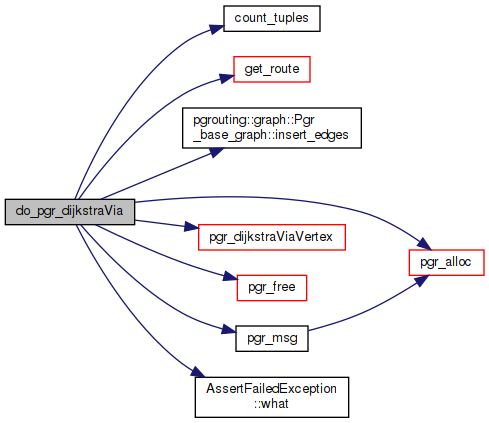 count_tuples
get_route
pgrouting::graph::Pgr
_base_graph::insert_edges
do_pgr_dijkstraVia
pgr_dijkstraViaVertex
pgr_alloc
pgr_free
pgr_msg
AssertFailedException
::what